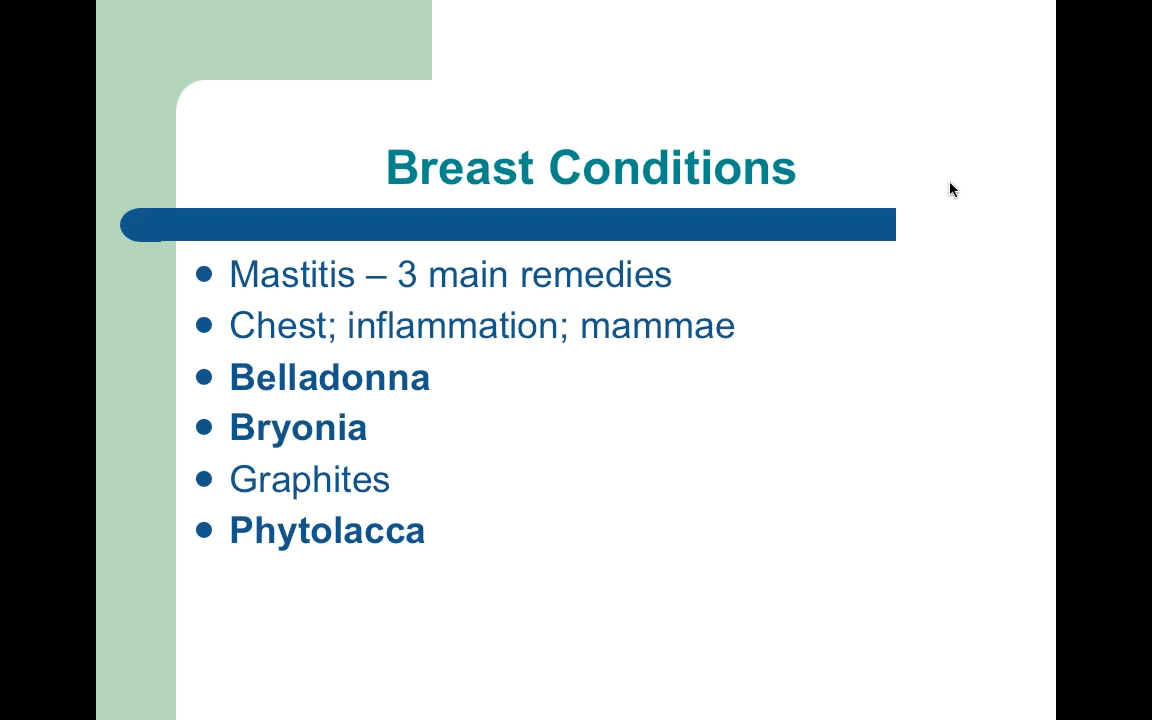 Breast Conditions
Mastitis – 3 main remedies
Chest; inflammation; mammae
Belladonna
Bryonia
Graphites
Phytolacca